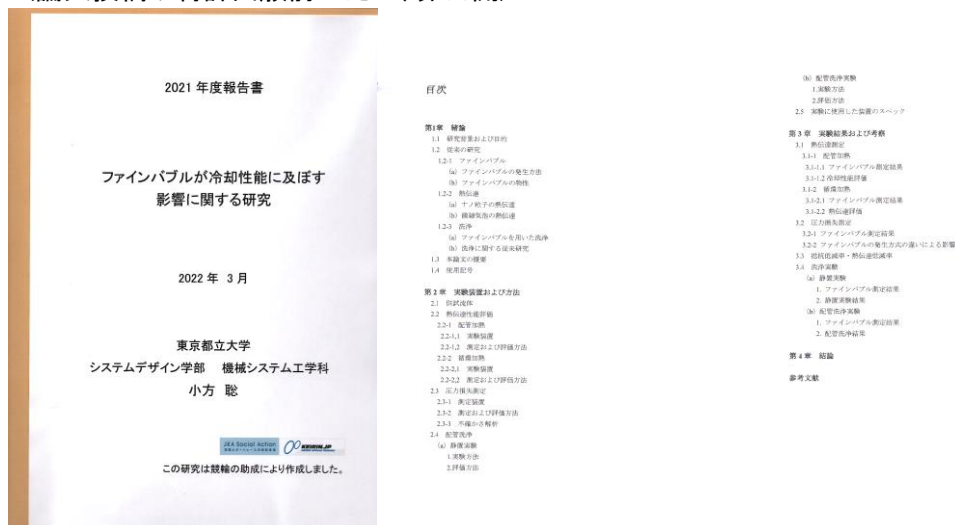 2021 年度報告書
ファインバブルが冷却性能に及ぼす
影響に関する研究
2022 年 3 月
東京都立大学
システムデザイン学部 機械システム工学科
小方 聡
JKA Social Action
KEIRIN.JP
この研究は競輪の助成により作成しました。
目次
第1章 緒論
1.1 研究背景および目的
1.2 従来の研究
1.2-1 ファインバブル
(a) ファインバブルの発生方法
(b) ファインバブルの物性
1.2-2 熱伝達
(a) ナノ粒子の熱伝達
(b) 微細気泡の熱伝達
1.2-3 洗浄
(a) ファインバブルを用いた洗浄
(b) 洗浄に関する従来研究
1.3 本論文の概要
1.4 使用記号
第2章 実験装置および方法
2.1 供試流体
2.2 熱伝達性能評価
2.2-1 配管加熱
2.2-1.1 実験装置
2.2-1.2 測定および評価方法
2.2-2 循環加熱
2.2-2.1 実験装置
2.2-2.2 測定および評価方法
2.3 圧力損失測定
2.3-1 測定装置
2.3-2 測定および評価方法
2.3-3 不確かさ解析
2.4 配管洗浄
(a) 静置実験
1.実験方法
2.評価方法
(b) 配管洗浄実験
1.実験方法
2.評価方法
2.5 実験に使用した装置のスペック
第3章 実験結果および考察
3.1 熱伝達測定
3.1-1 配管加熱
3.1-1.1 ファインバブル測定結果
3.1-1.2 冷却性能評価
3.1-2 循環加熱
3.1-2.1 ファインバブル測定結果
3.1-2.2 熱伝達評価
3.2 圧力損失測定
3.2-1 ファインバブル測定結果
3.2-2 ファインバブルの発生方式の違いによる影響
3.3 抵抗低減率・熱伝達低減率
3.4 洗浄実験
(a) 静置実験
1. ファインバブル測定結果
2. 静置実験結果
(b) 配管洗浄実験
1. ファインバブル測定結果
2. 配管洗浄結果
第4章 結論
参考文献